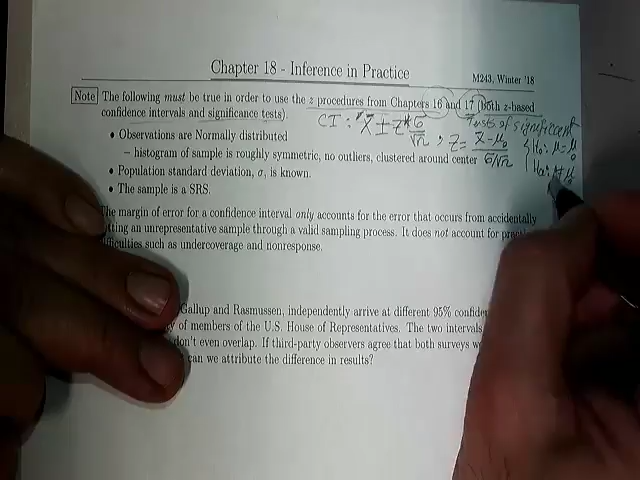 Chapter 18 - Inference in Practice
M243, Winter '18
Note The following must be true in order to use the z procedures from Chapters 16 and 17 (both z-based
confidence intervals and significance tests).
CI: x̄ ± z* σ/√n , z = x̄ - μ₀ / σ/√n
Tests of significant
H₀: μ = μ₀
Hₐ: μ
• Observations are Normally distributed
– histogram of sample is roughly symmetric, no outliers, clustered around center
• Population standard deviation, σ, is known.
• The sample is a SRS.
The margin of error for a confidence interval only accounts for the error that occurs from accidentally
an unrepresentative sample through a valid sampling process. It does not account for
such as undercoverage and nonresponse.
Gallup and Rasmussen, independently arrive at different 95%
of members of the U.S. House of Representatives. The two intervals
don't even overlap. If third-party observers agree that both surveys
can we attribute the difference in results?